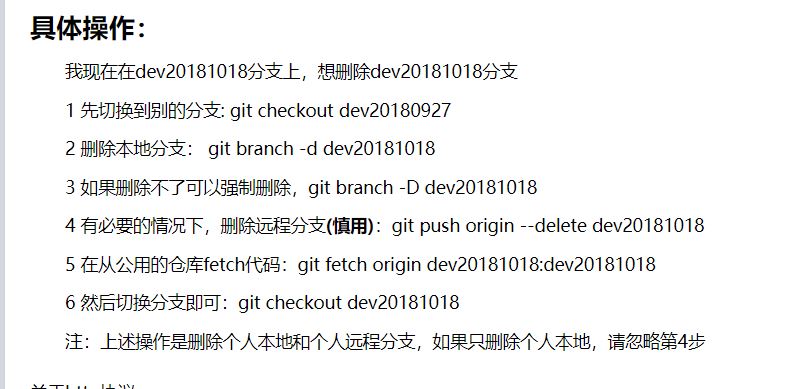 具体操作：
我现在在dev20181018分支上，想删除dev20181018分支
1 先切换到别的分支: git checkout dev20180927
2 删除本地分支： git branch -d dev20181018
3 如果删除不了可以强制删除，git branch -D dev20181018
4 有必要的情况下，删除远程分支(慎用)：git push origin --delete dev20181018
5 在从公用的仓库fetch代码：git fetch origin dev20181018:dev20181018
6 然后切换分支即可：git checkout dev20181018
注：上述操作是删除个人本地和个人远程分支，如果只删除个人本地，请忽略第4步